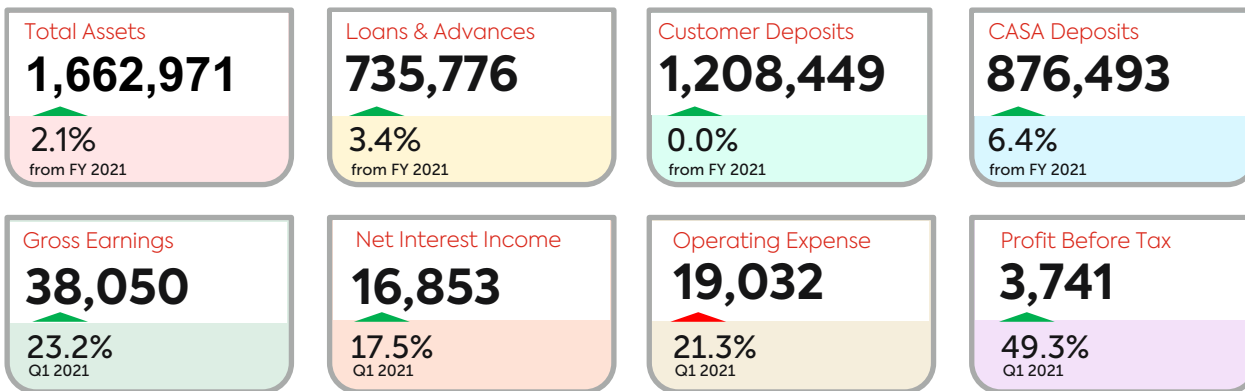 Total Assets
1,662,971
2.1%
from FY 2021
Loans & Advances
735,776
3.4%
from FY 2021
Customer Deposits
1,208,449
0.0%
from FY 2021
CASA Deposits
876,493
6.4%
from FY 2021
Gross Earnings
38,050
23.2%
Q1 2021
Net Interest Income
16,853
17.5%
Q1 2021
Operating Expense
19,032
21.3%
Q1 2021
Profit Before Tax
3,741
49.3%
Q1 2021